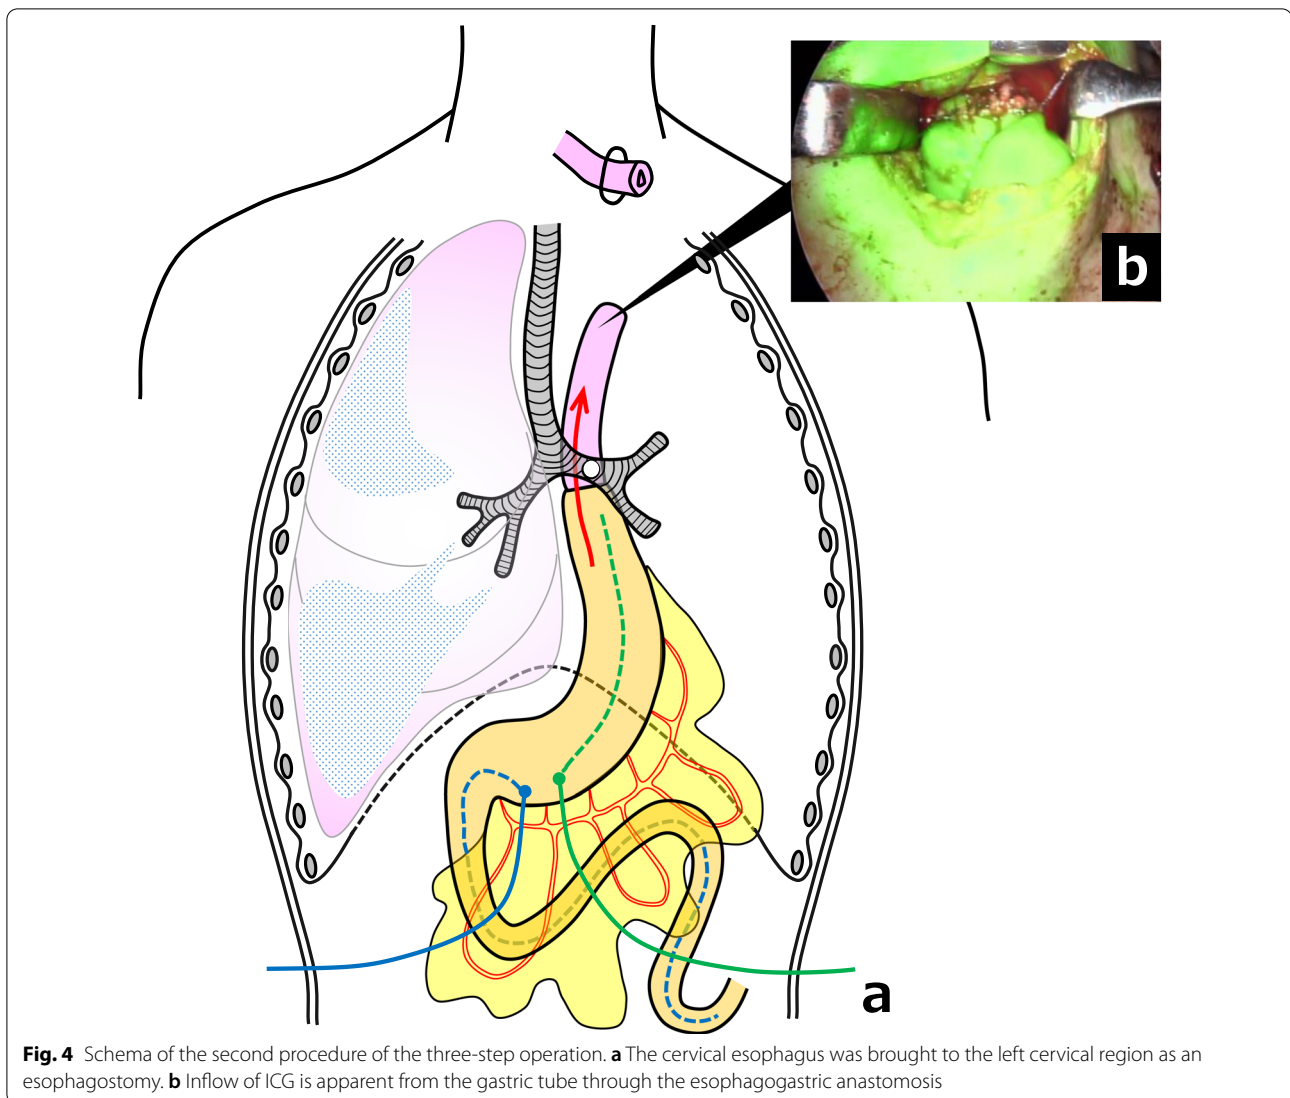 b
a
Fig. 4 Schema of the second procedure of the three-step operation. a The cervical esophagus was brought to the left cervical region as an
esophagostomy. b Inflow of ICG is apparent from the gastric tube through the esophagogastric anastomosis